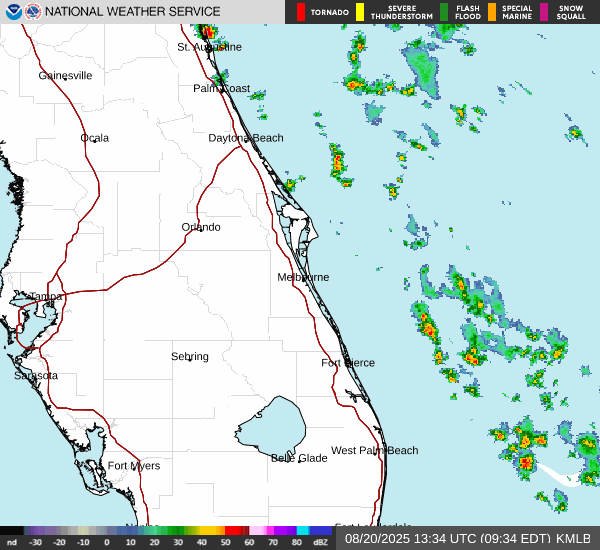 NATIONAL WEATHER SERVICE
TORNADO
SEVERE THUNDERSTORM
FLASH FLOOD
SPECIAL MARINE
SNOW SQUALL
St. Augustine
Gainesville
Palm Coast
Ocala
Daytona Beach
Orlando
Melbourne
Tampa
Sebring
Fort Pierce
Sarasota
West Palm Beach
Belle Glade
Fort Myers
nd -30 -20 -10 0 10 20 30 40 50 60 70 80 dBZ
08/20/2025 13:34 UTC (09:34 EDT) KMLB